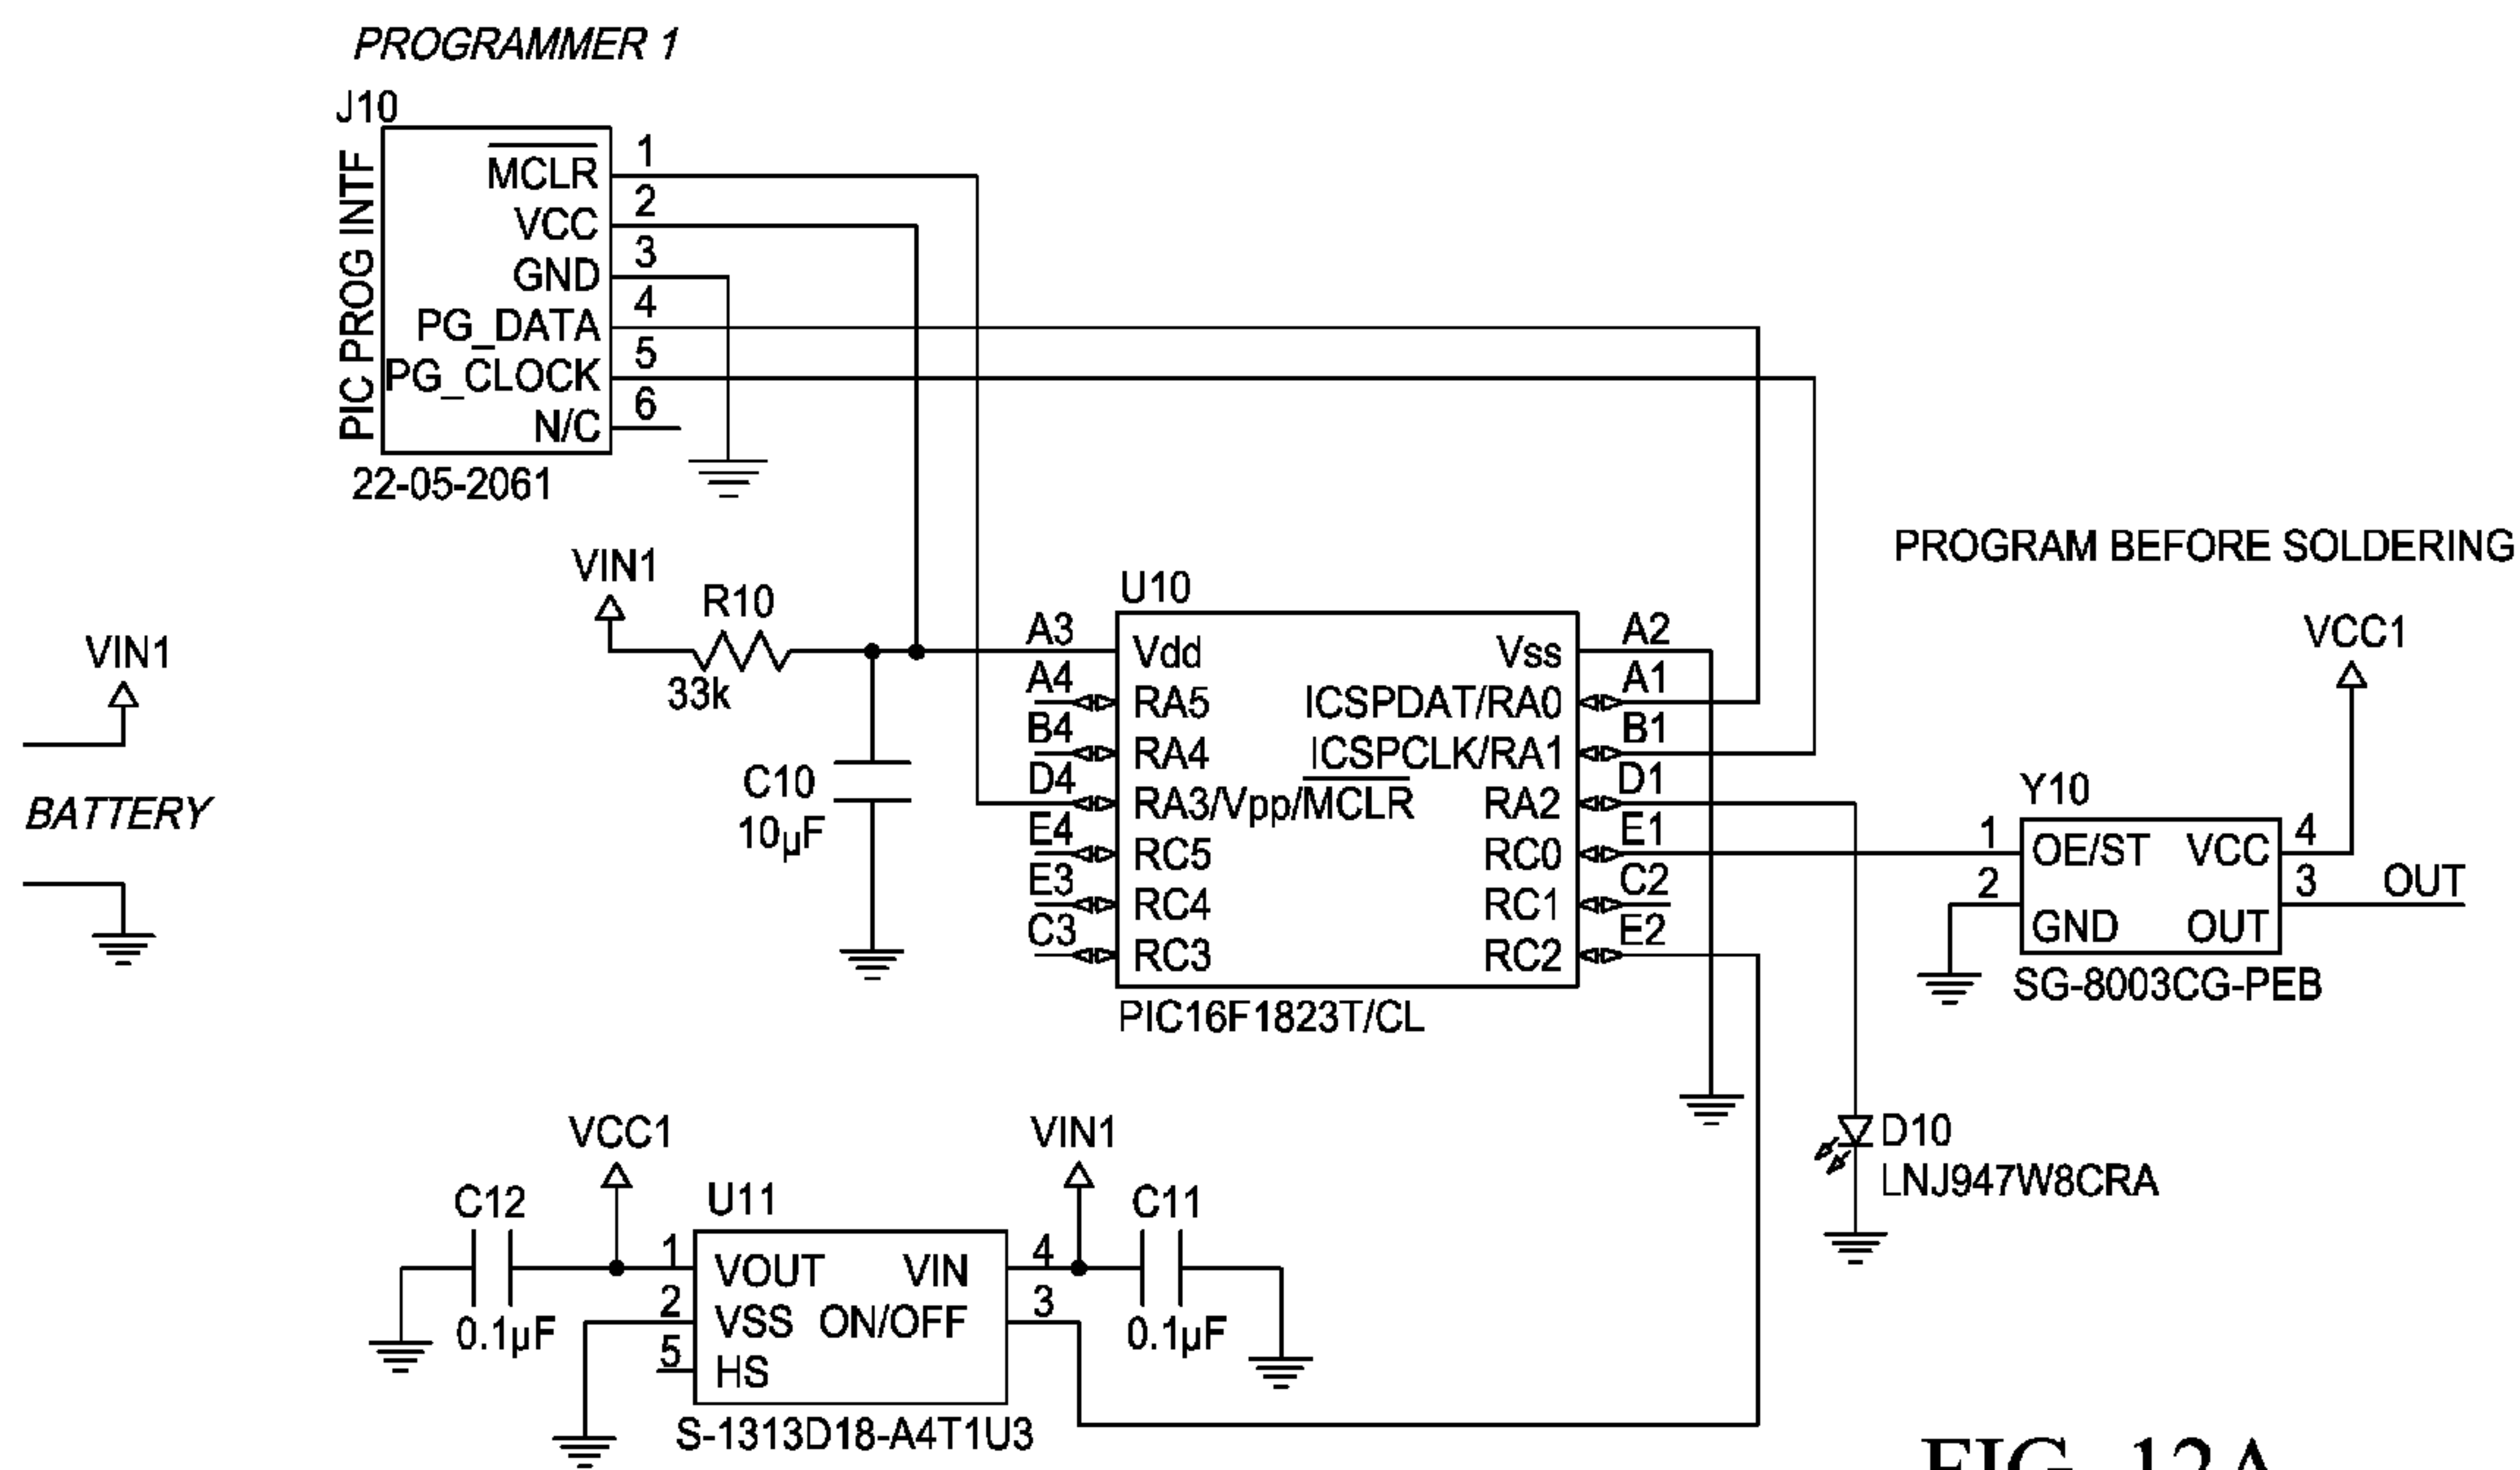 PROGRAMMER 1
J10
PIC PROG INTF
MCLR 1
VCC 2
GND 3
PG_DATA 4
PG_CLOCK 5
N/C 6
22-05-2061
VIN1
BATTERY
VIN1
R10
33k
C10
10µF
U10
A3 Vdd
A4 RA5
B4 RA4
D4 RA3/Vpp/MCLR
E4 RC5
E3 RC4
C3 RC3
Vss A2
ICSPDAT/RA0 A1
ICSPCLK/RA1 B1
RA2 D1
RC0 E1
RC1 C2
RC2 E2
PIC16F1823T/CL
PROGRAM BEFORE SOLDERING
VCC1
Y10
1 OE/ST VCC 4
2 GND OUT 3
OUT
SG-8003CG-PEB
D10
LNJ947W8CRA
VCC1
C12
0.1µF
U11
1 VOUT VIN 4
2 VSS ON/OFF 3
5 HS
S-1313D18-A4T1U3
VIN1
C11
0.1µF
FIG. 12A